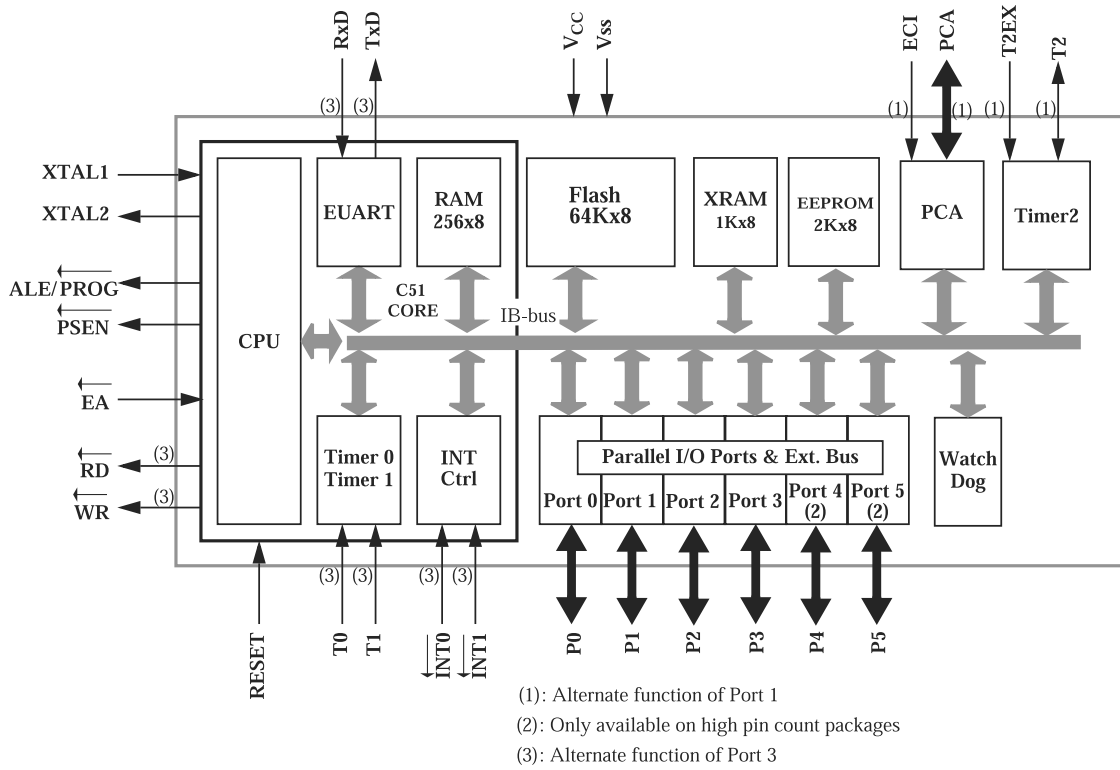 RxD
TxD
VCC
Vss
ECI
PCA
T2EX
T2
(3)
(3)
(1)
(1)
(1)
(1)
XTAL1
XTAL2
ALE/PROG
PSEN
EA
RD
(3)
WR
(3)
CPU
EUART
RAM
256x8
Flash
64Kx8
XRAM
1Kx8
EEPROM
2Kx8
PCA
Timer2
C51
CORE
IB-bus
Timer 0
Timer 1
INT
Ctrl
Parallel I/O Ports & Ext. Bus
Port 0
Port 1
Port 2
Port 3
Port 4
(2)
Port 5
(2)
Watch
Dog
(3)
(3)
(3)
(3)
RESET
T0
T1
INT0
INT1
P0
P1
P2
P3
P4
P5
(1): Alternate function of Port 1
(2): Only available on high pin count packages
(3): Alternate function of Port 3